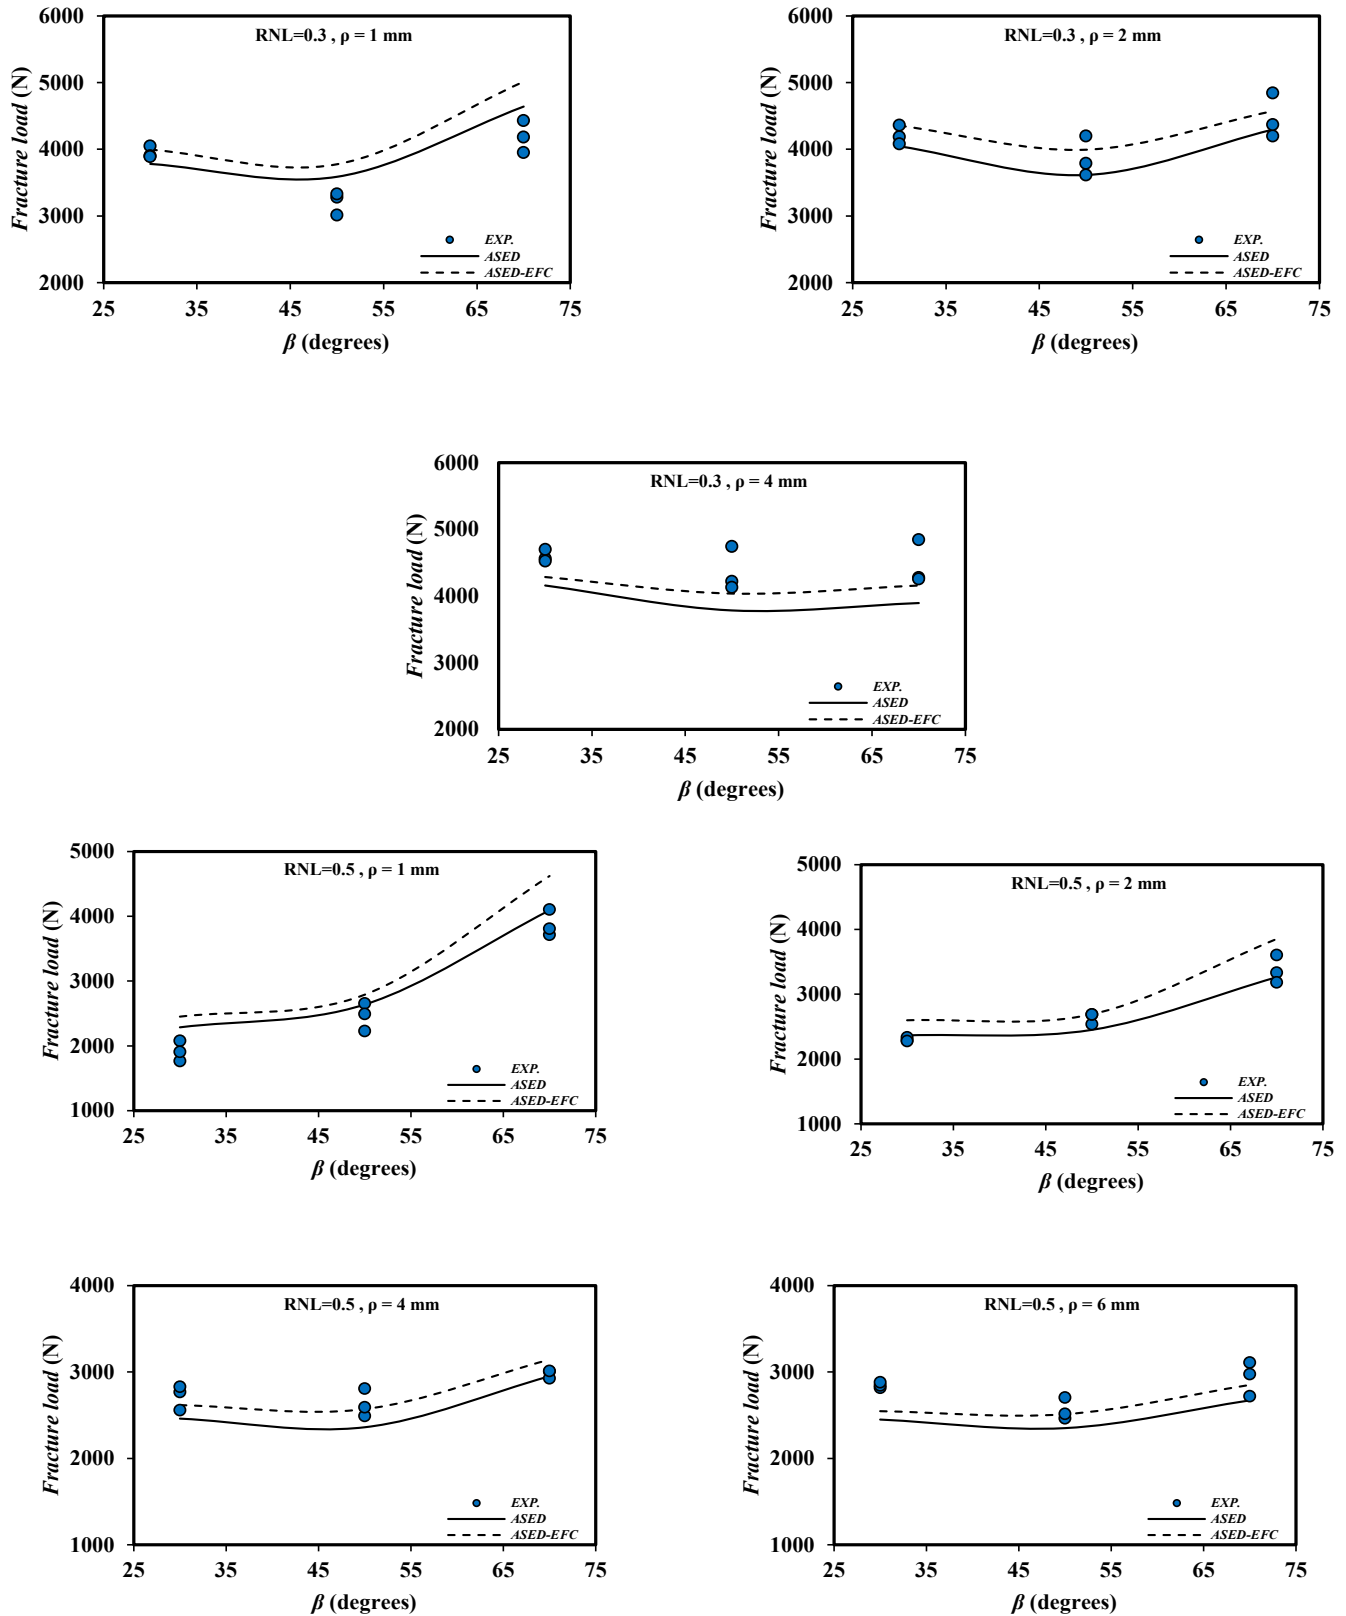 RNL=0.3 , ρ = 1 mm
Fracture load (N)
6000
5000
4000
3000
2000
EXP.
ASED
ASED-EFC
25 35 45 55 65 75
β (degrees)
RNL=0.3 , ρ = 2 mm
Fracture load (N)
6000
5000
4000
3000
2000
EXP.
ASED
ASED-EFC
25 35 45 55 65 75
β (degrees)
RNL=0.3 , ρ = 4 mm
Fracture load (N)
6000
5000
4000
3000
2000
EXP.
ASED
ASED-EFC
25 35 45 55 65 75
β (degrees)
RNL=0.5 , ρ = 1 mm
Fracture load (N)
5000
4000
3000
2000
1000
EXP.
ASED
ASED-EFC
25 35 45 55 65 75
β (degrees)
RNL=0.5 , ρ = 2 mm
Fracture load (N)
5000
4000
3000
2000
1000
EXP.
ASED
ASED-EFC
25 35 45 55 65 75
β (degrees)
RNL=0.5 , ρ = 4 mm
Fracture load (N)
4000
3000
2000
1000
EXP.
ASED
ASED-EFC
25 35 45 55 65 75
β (degrees)
RNL=0.5 , ρ = 6 mm
Fracture load (N)
4000
3000
2000
1000
EXP.
ASED
ASED-EFC
25 35 45 55 65 75
β (degrees)